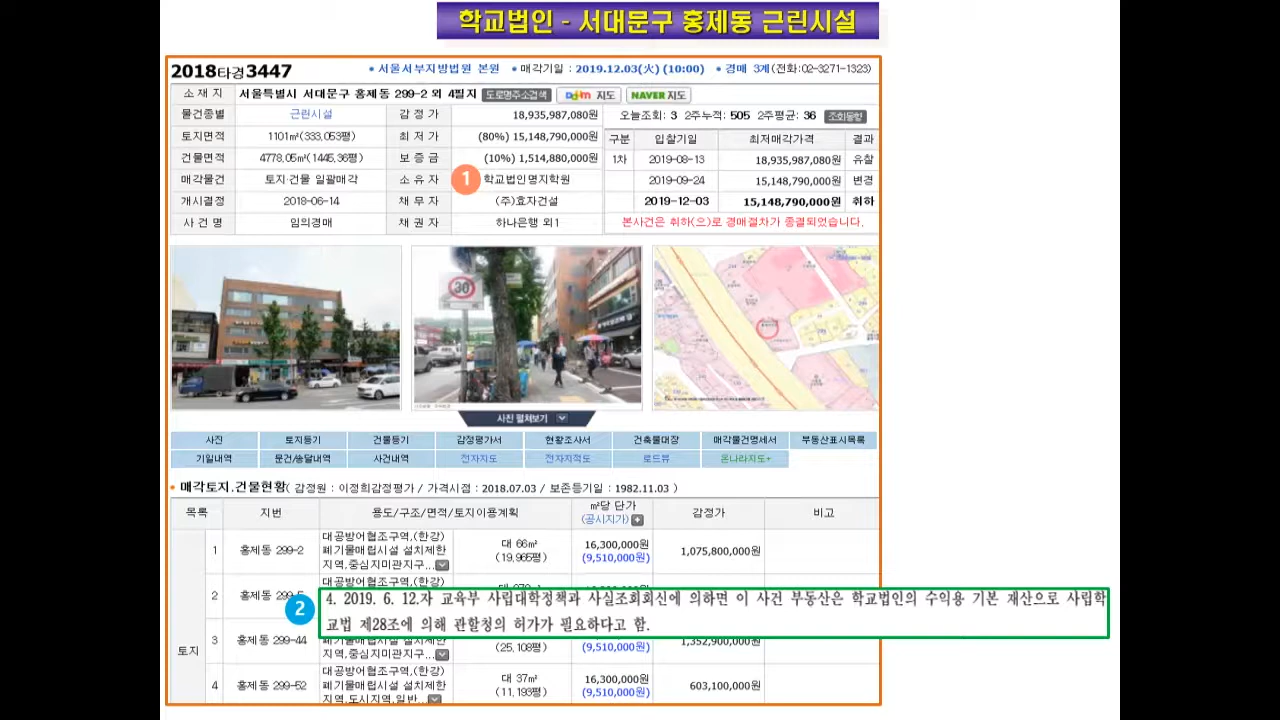 학교법인 - 서대문구 홍제동 근린시설
2018타경3447 • 서울서부지방법원 본원 • 매각기일 : 2019.12.03(火) (10:00) • 경매 3계(전화:02-3271-1323)
소 재 지 서울특별시 서대문구 홍제동 299-2 외 4필지 도로명주소검색 Daum 지도 NAVER 지도
물건종별 근린시설 감 정 가 18,935,987,080원 오늘조회: 3 2주누적: 505 2주평균: 36 조회동향
토지면적 1101㎡(333,053평) 최 저 가 (80%) 15,148,790,000원 구분 입찰기일 최저매각가격 결과
건물면적 4778,05㎡(1445,36평) 보 증 금 (10%) 1,514,880,000원 1차 2019-08-13 18,935,987,080원 유찰
매각물건 토지·건물 일괄매각 소 유 자 1 학교법인명지학원 2019-09-24 15,148,790,000원 변경
개시결정 2018-06-14 채 무 자 (주)효자건설 2019-12-03 15,148,790,000원 취하
사 건 명 임의경매 채 권 자 하나은행 외1 본사건은 취하(으)로 경매절차가 종결되었습니다.
30
사진 펼쳐보기
사진 토지등기 건물등기 감정평가서 현황조사서 건축물대장 매각물건명세서 부동산표시목록
기일내역 문건/송달내역 사건내역 전자지도 전자지적도 로드뷰 온나라지도+
• 매각토지.건물현황( 감정원 : 이정희감정평가 / 가격시점 : 2018.07.03 / 보존등기일 : 1982.11.03 )
목록 지번 용도/구조/면적/토지이용계획 ㎡당 단가 (공시지가) + 감정가 비고
토지
1 홍제동 299-2 대공방어협조구역,(한강) 폐기물매립시설 설치제한 지역,중심지미관지구... 대 66㎡ (19,965평) 16,300,000원 (9,510,000원) 1,075,800,000원
2 홍제동 대공방어협조구역,(한강)
2 4. 2019. 6. 12.자 교육부 사립대학정책과 사실조회회신에 의하면 이 사건 부동산은 학교법인의 수익용 기본 재산으로 사립학
교법 제28조에 의해 관할청의 허가가 필요하다고 함.
3 홍제동 299-44 폐기물매립시설 설치제한 지역,중심지미관지구... (25,108평) (9,510,000원) 1,352,900,000원
4 홍제동 299-52 대공방어협조구역,(한강) 폐기물매립시설 설치제한 지역,도시지역,일반... 대 37㎡ (11,193평) 16,300,000원 (9,510,000원) 603,100,000원